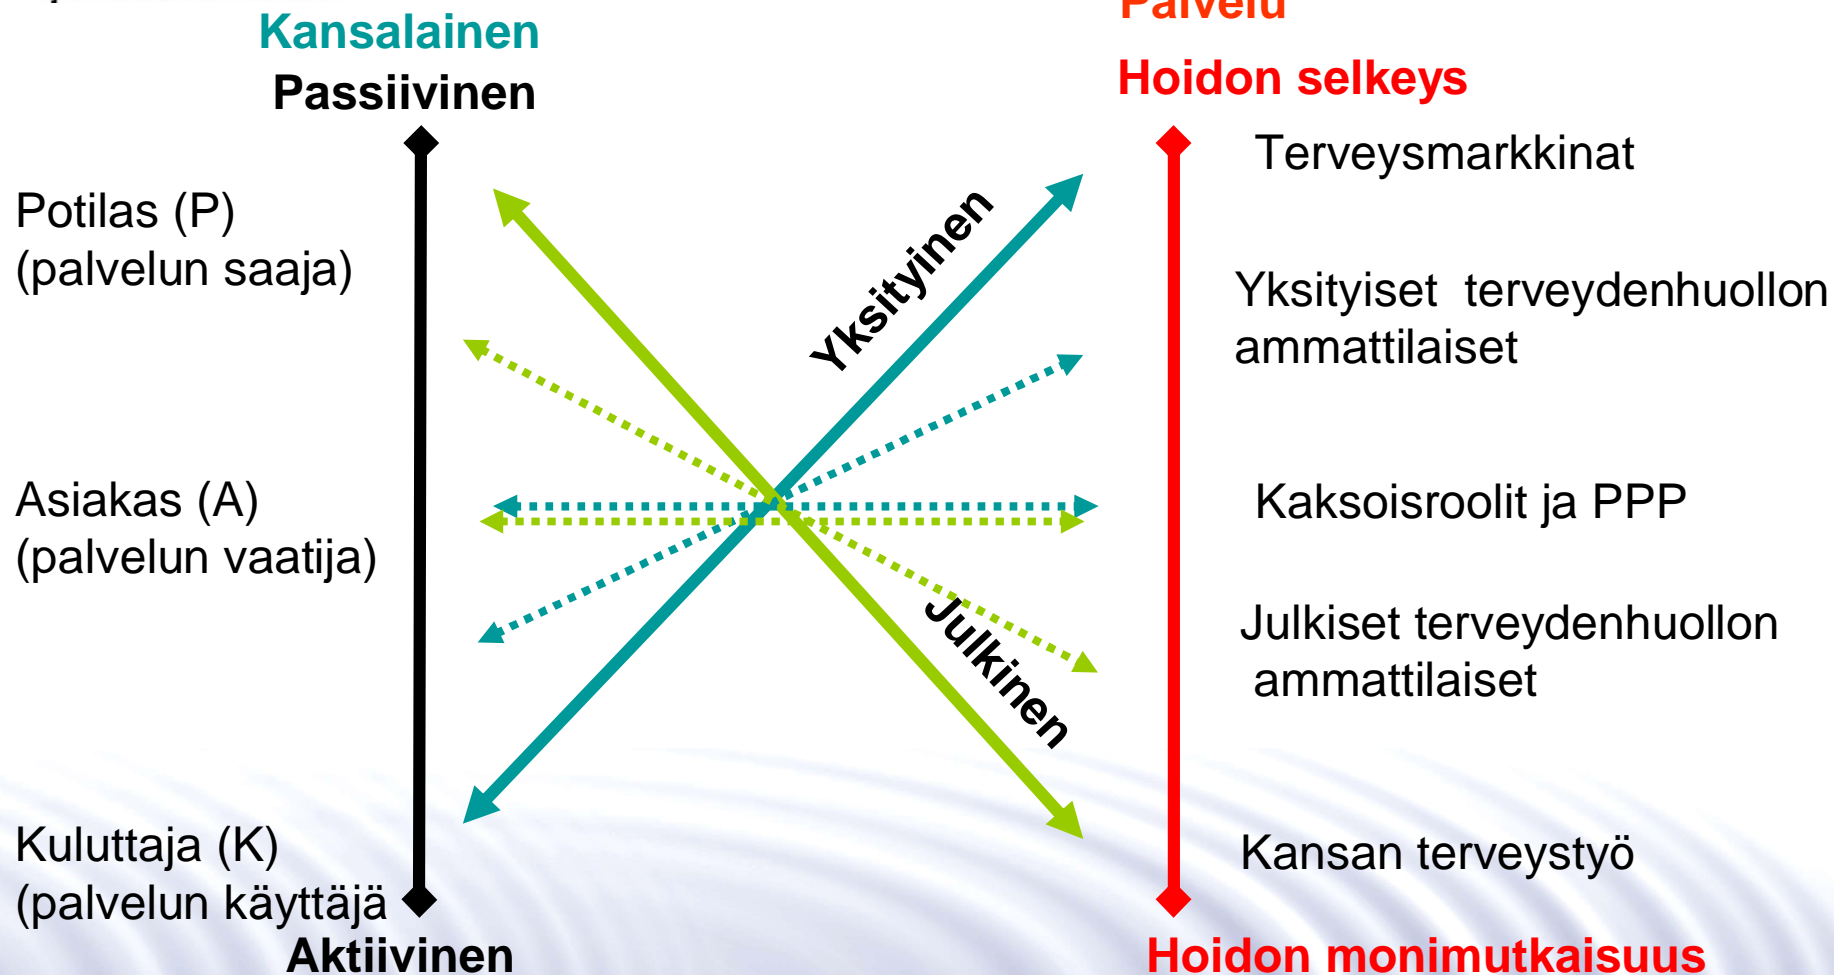 Kansalainen
Passiivinen
Potilas (P)
(palvelun saaja)
Asiakas (A)
(palvelun vaatija)
Kuluttaja (K)
(palvelun käyttäjä
Aktiivinen
Yksityinen
Julkinen
Palvelu
Hoidon selkeys
Terveysmarkkinat
Yksityiset terveydenhuollon
ammattilaiset
Kaksoisroolit ja PPP
Julkiset terveydenhuollon
ammattilaiset
Kansan terveystyö
Hoidon monimutkaisuus